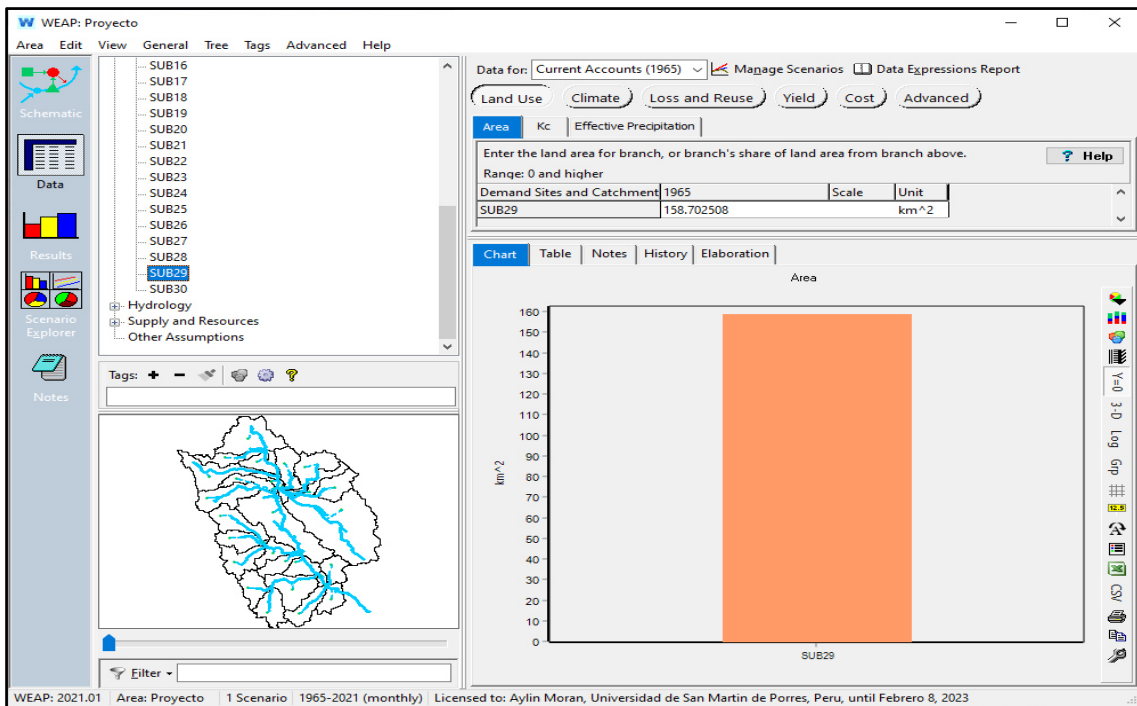 WEAP: Proyecto
Area Edit View General Tree Tags Advanced Help
Schematic
Data
Results
Scenario
Explorer
Notes
SUB16
SUB17
SUB18
SUB19
SUB20
SUB21
SUB22
SUB23
SUB24
SUB25
SUB26
SUB27
SUB28
SUB29
SUB30
Hydrology
Supply and Resources
Other Assumptions
Tags:
Filter
Data for: Current Accounts (1965) Manage Scenarios Data Expressions Report
Land Use Climate Loss and Reuse Yield Cost Advanced
Area Kc Effective Precipitation
Enter the land area for branch, or branch's share of land area from branch above.
Help
Range: 0 and higher
Demand Sites and Catchment 1965 Scale Unit
SUB29 158.702508 km^2
Chart Table Notes History Elaboration
Area
160
150
140
130
120
110
100
90
80
70
60
50
40
30
20
10
0
km^2
SUB29
Y=0
3-D
Log
Grp
12.5
CSV
WEAP: 2021.01 Area: Proyecto 1 Scenario 1965-2021 (monthly) Licensed to: Aylin Moran, Universidad de San Martin de Porres, Peru, until Febrero 8, 2023